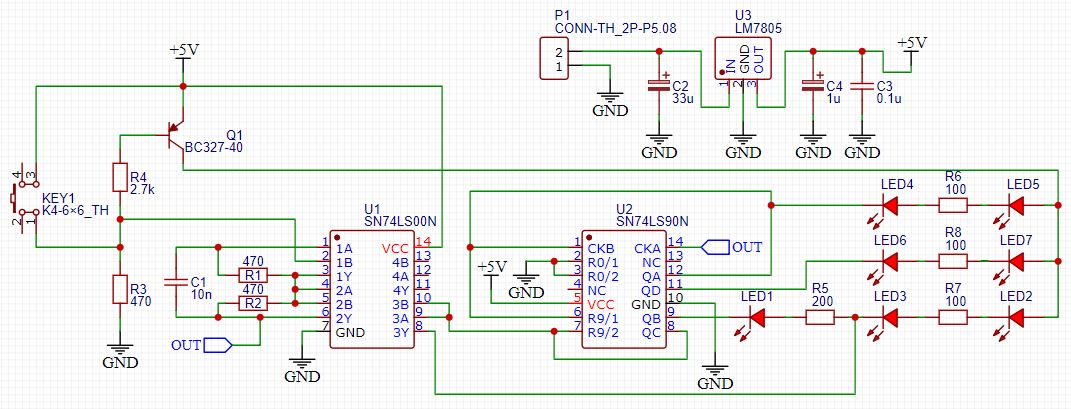 P1
CONN-TH_2P-P5.08
2
1
GND
C2
33u
GND
U3
LM7805
IN
GND
OUT
1
2
3
GND
C4
1u
GND
C3
0.1u
GND
+5V
+5V
Q1
BC327-40
R4
2.7k
4
3
KEY1
K4-6×6_TH
2
1
R3
470
GND
C1
10n
470
R1
470
R2
OUT
GND
U1
SN74LS00N
1 1A VCC 14
2 1B 4B 13
3 1Y 4A 12
4 2A 4Y 11
5 2B 3B 10
6 2Y 3A 9
7 GND 3Y 8
+5V
GND
U2
SN74LS90N
1 CKB CKA 14
2 R0/1 NC 13
3 R0/2 QA 12
4 NC QD 11
5 VCC GND 10
6 R9/1 QB 9
7 R9/2 QC 8
OUT
GND
LED4
R6
100
LED5
LED6
R8
100
LED7
LED1
R5
200
LED3
R7
100
LED2